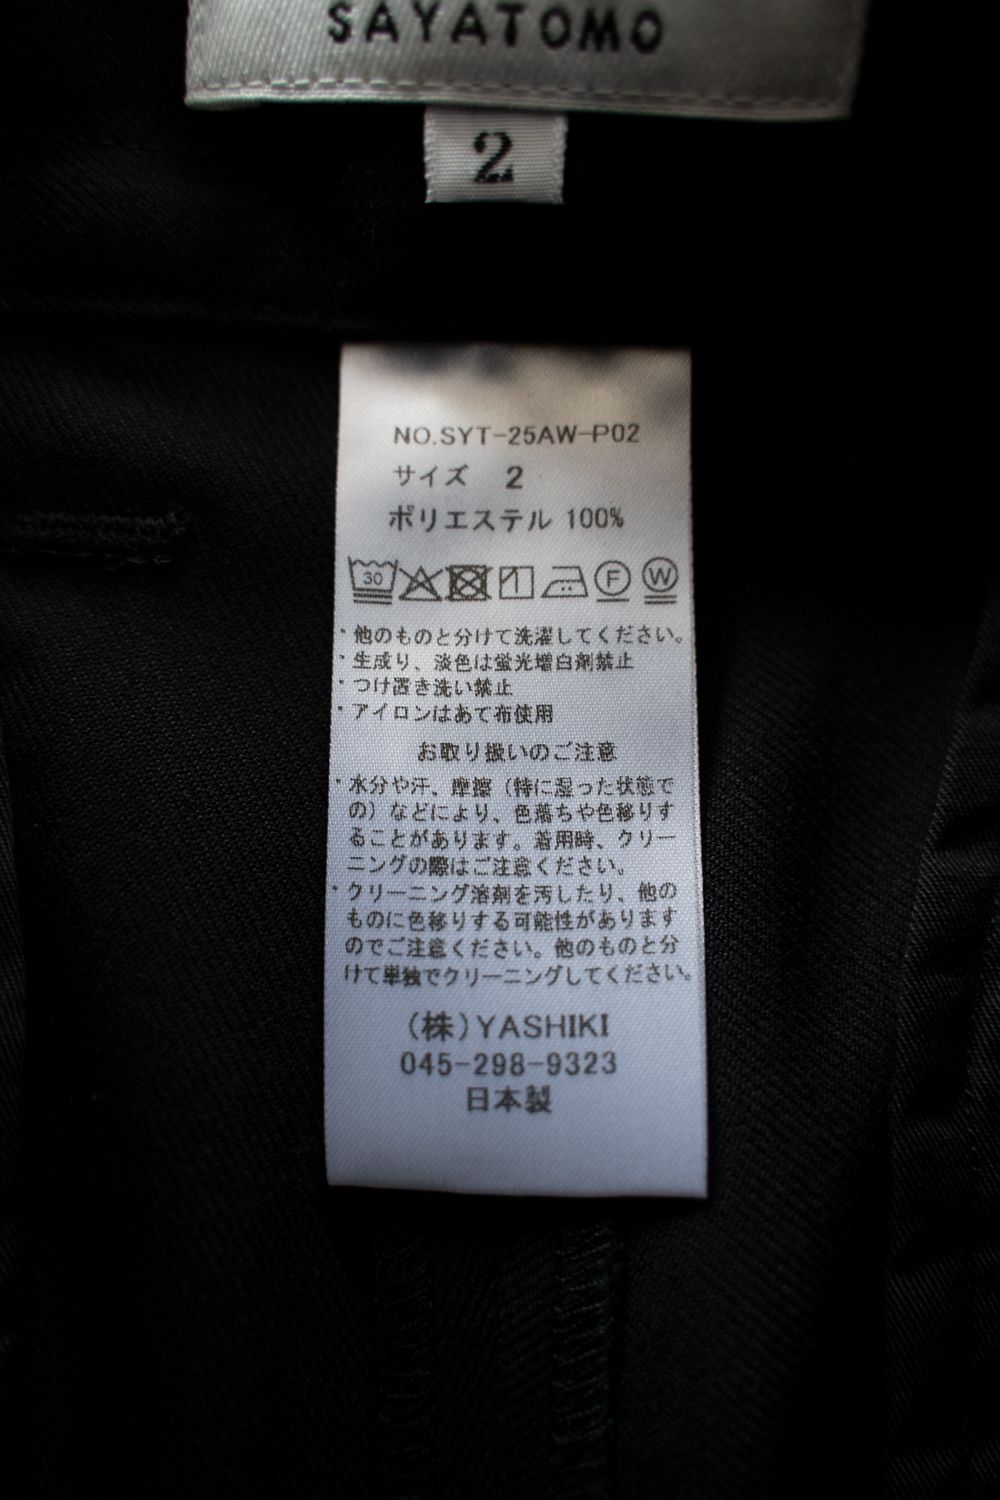 SAYATOMO
2
NO.SYT-25AW-P02
サイズ 2
ポリエステル 100%
30 F W
・他のものと分けて洗濯してください。
・生成り、淡色は蛍光増白剤禁止
・つけ置き洗い禁止
・アイロンはあて布使用
お取り扱いのご注意
・水分や汗、摩擦（特に湿った状態で
の）などにより、色落ちや色移りす
ることがあります。着用時、クリー
ニングの際はご注意ください。
・クリーニング溶剤を汚したり、他の
ものに色移りする可能性があります
のでご注意ください。他のものと分
けて単独でクリーニングしてください。
(株)YASHIKI
045-298-9323
日本製